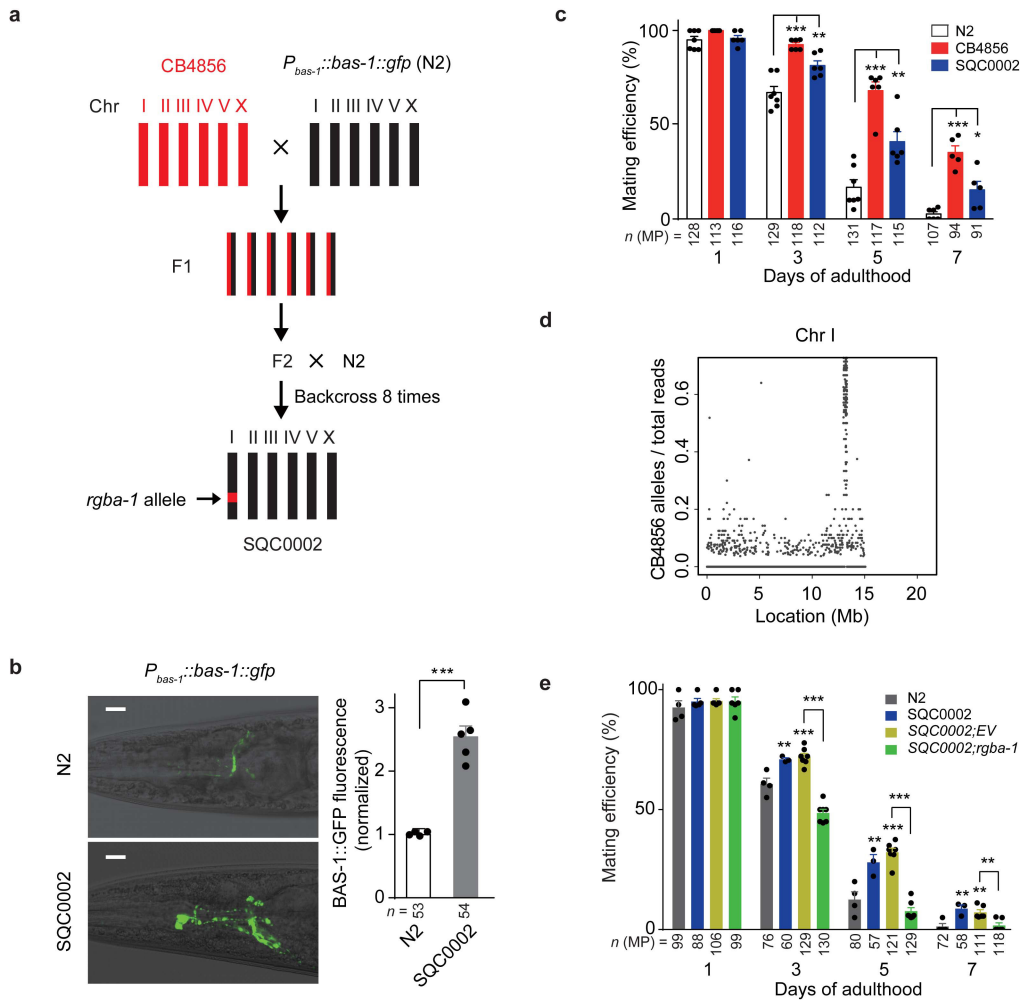 a
CB4856
Pbas-1::bas-1::gfp (N2)
Chr
I II III IV V X
I II III IV V X
×
F1
F2 × N2
Backcross 8 times
I II III IV V X
rgba-1 allele
SQC0002
b
Pbas-1::bas-1::gfp
N2
SQC0002
BAS-1::GFP fluorescence
(normalized)
3
2
1
0
***
n = 53 54
N2
SQC0002
c
Mating efficiency (%)
100
50
0
N2
CB4856
SQC0002
*** **
*** **
*** *
n (MP) = 128 113 116 129 118 112 131 117 115 107 94 91
1 3 5 7
Days of adulthood
d
Chr I
CB4856 alleles / total reads
0.6
0.4
0.2
0.0
0 5 10 15 20
Location (Mb)
e
Mating efficiency (%)
100
50
0
N2
SQC0002
SQC0002;EV
SQC0002;rgba-1
** *** ***
** *** ***
** ** **
n (MP) = 99 88 106 99 76 60 129 130 80 57 121 129 72 58 111 118
1 3 5 7
Days of adulthood